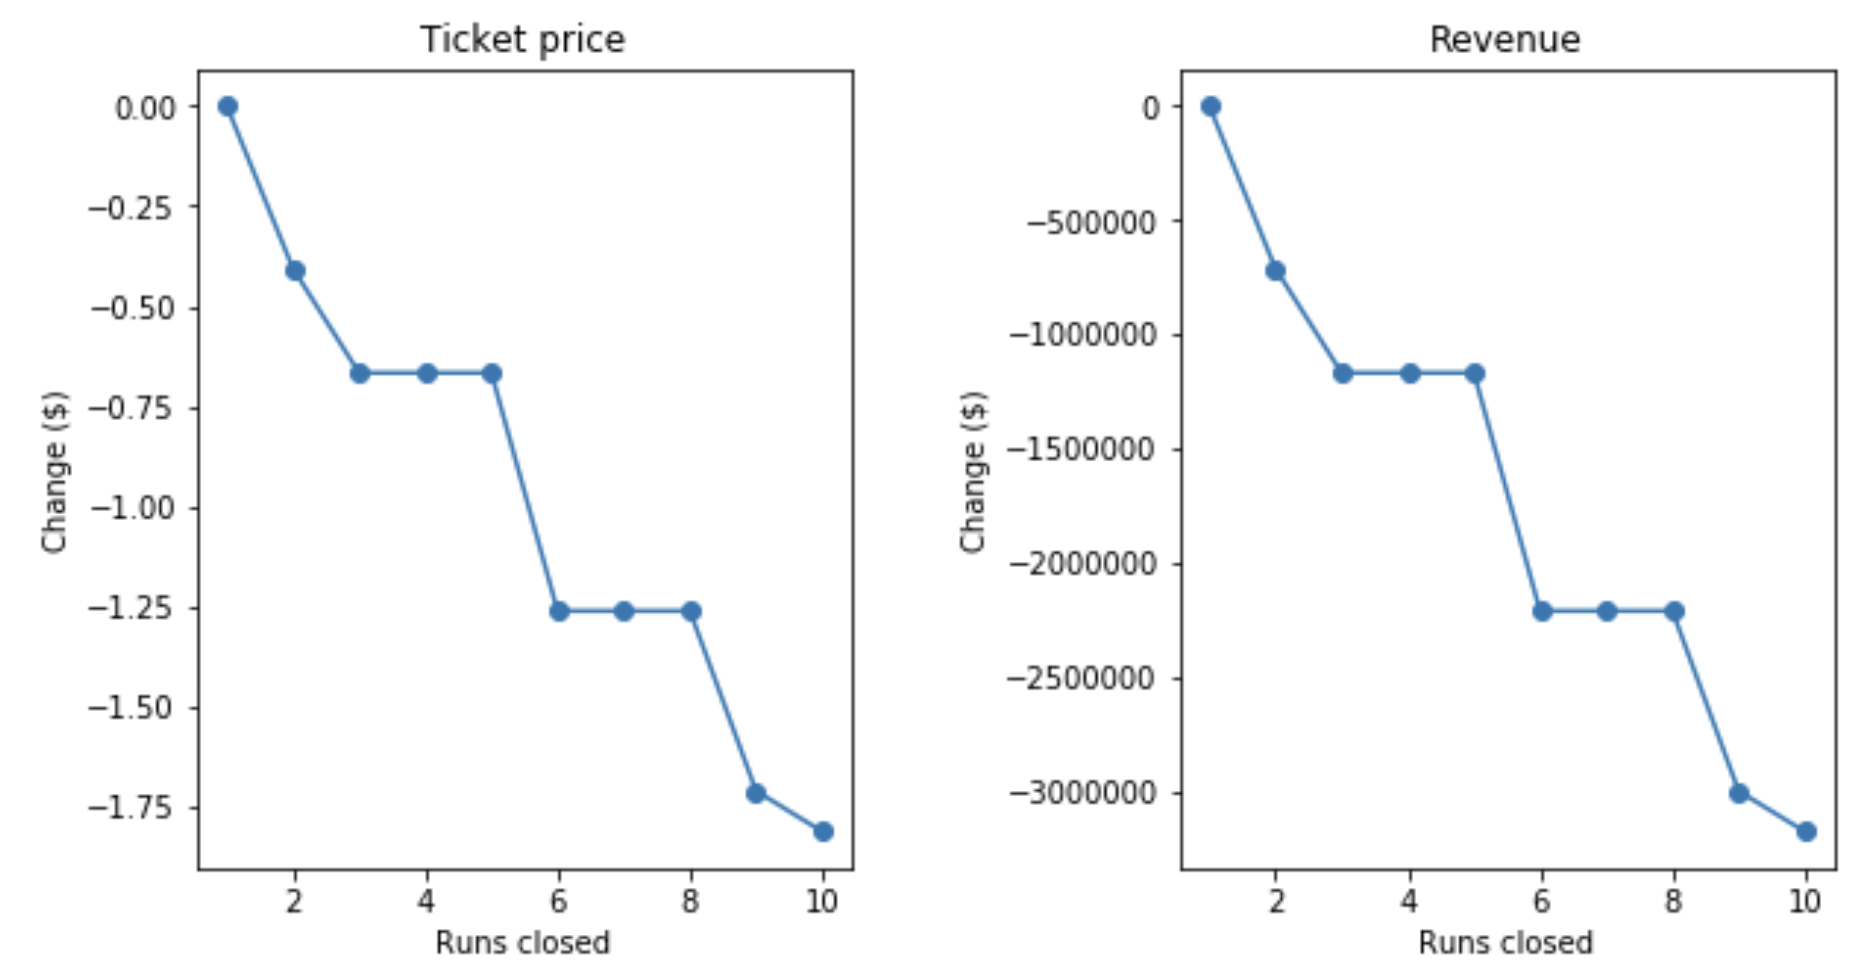 Ticket price
0.00
−0.25
−0.50
−0.75
−1.00
−1.25
−1.50
−1.75
Change ($)
2 4 6 8 10
Runs closed
Revenue
0
−500000
−1000000
−1500000
−2000000
−2500000
−3000000
Change ($)
2 4 6 8 10
Runs closed